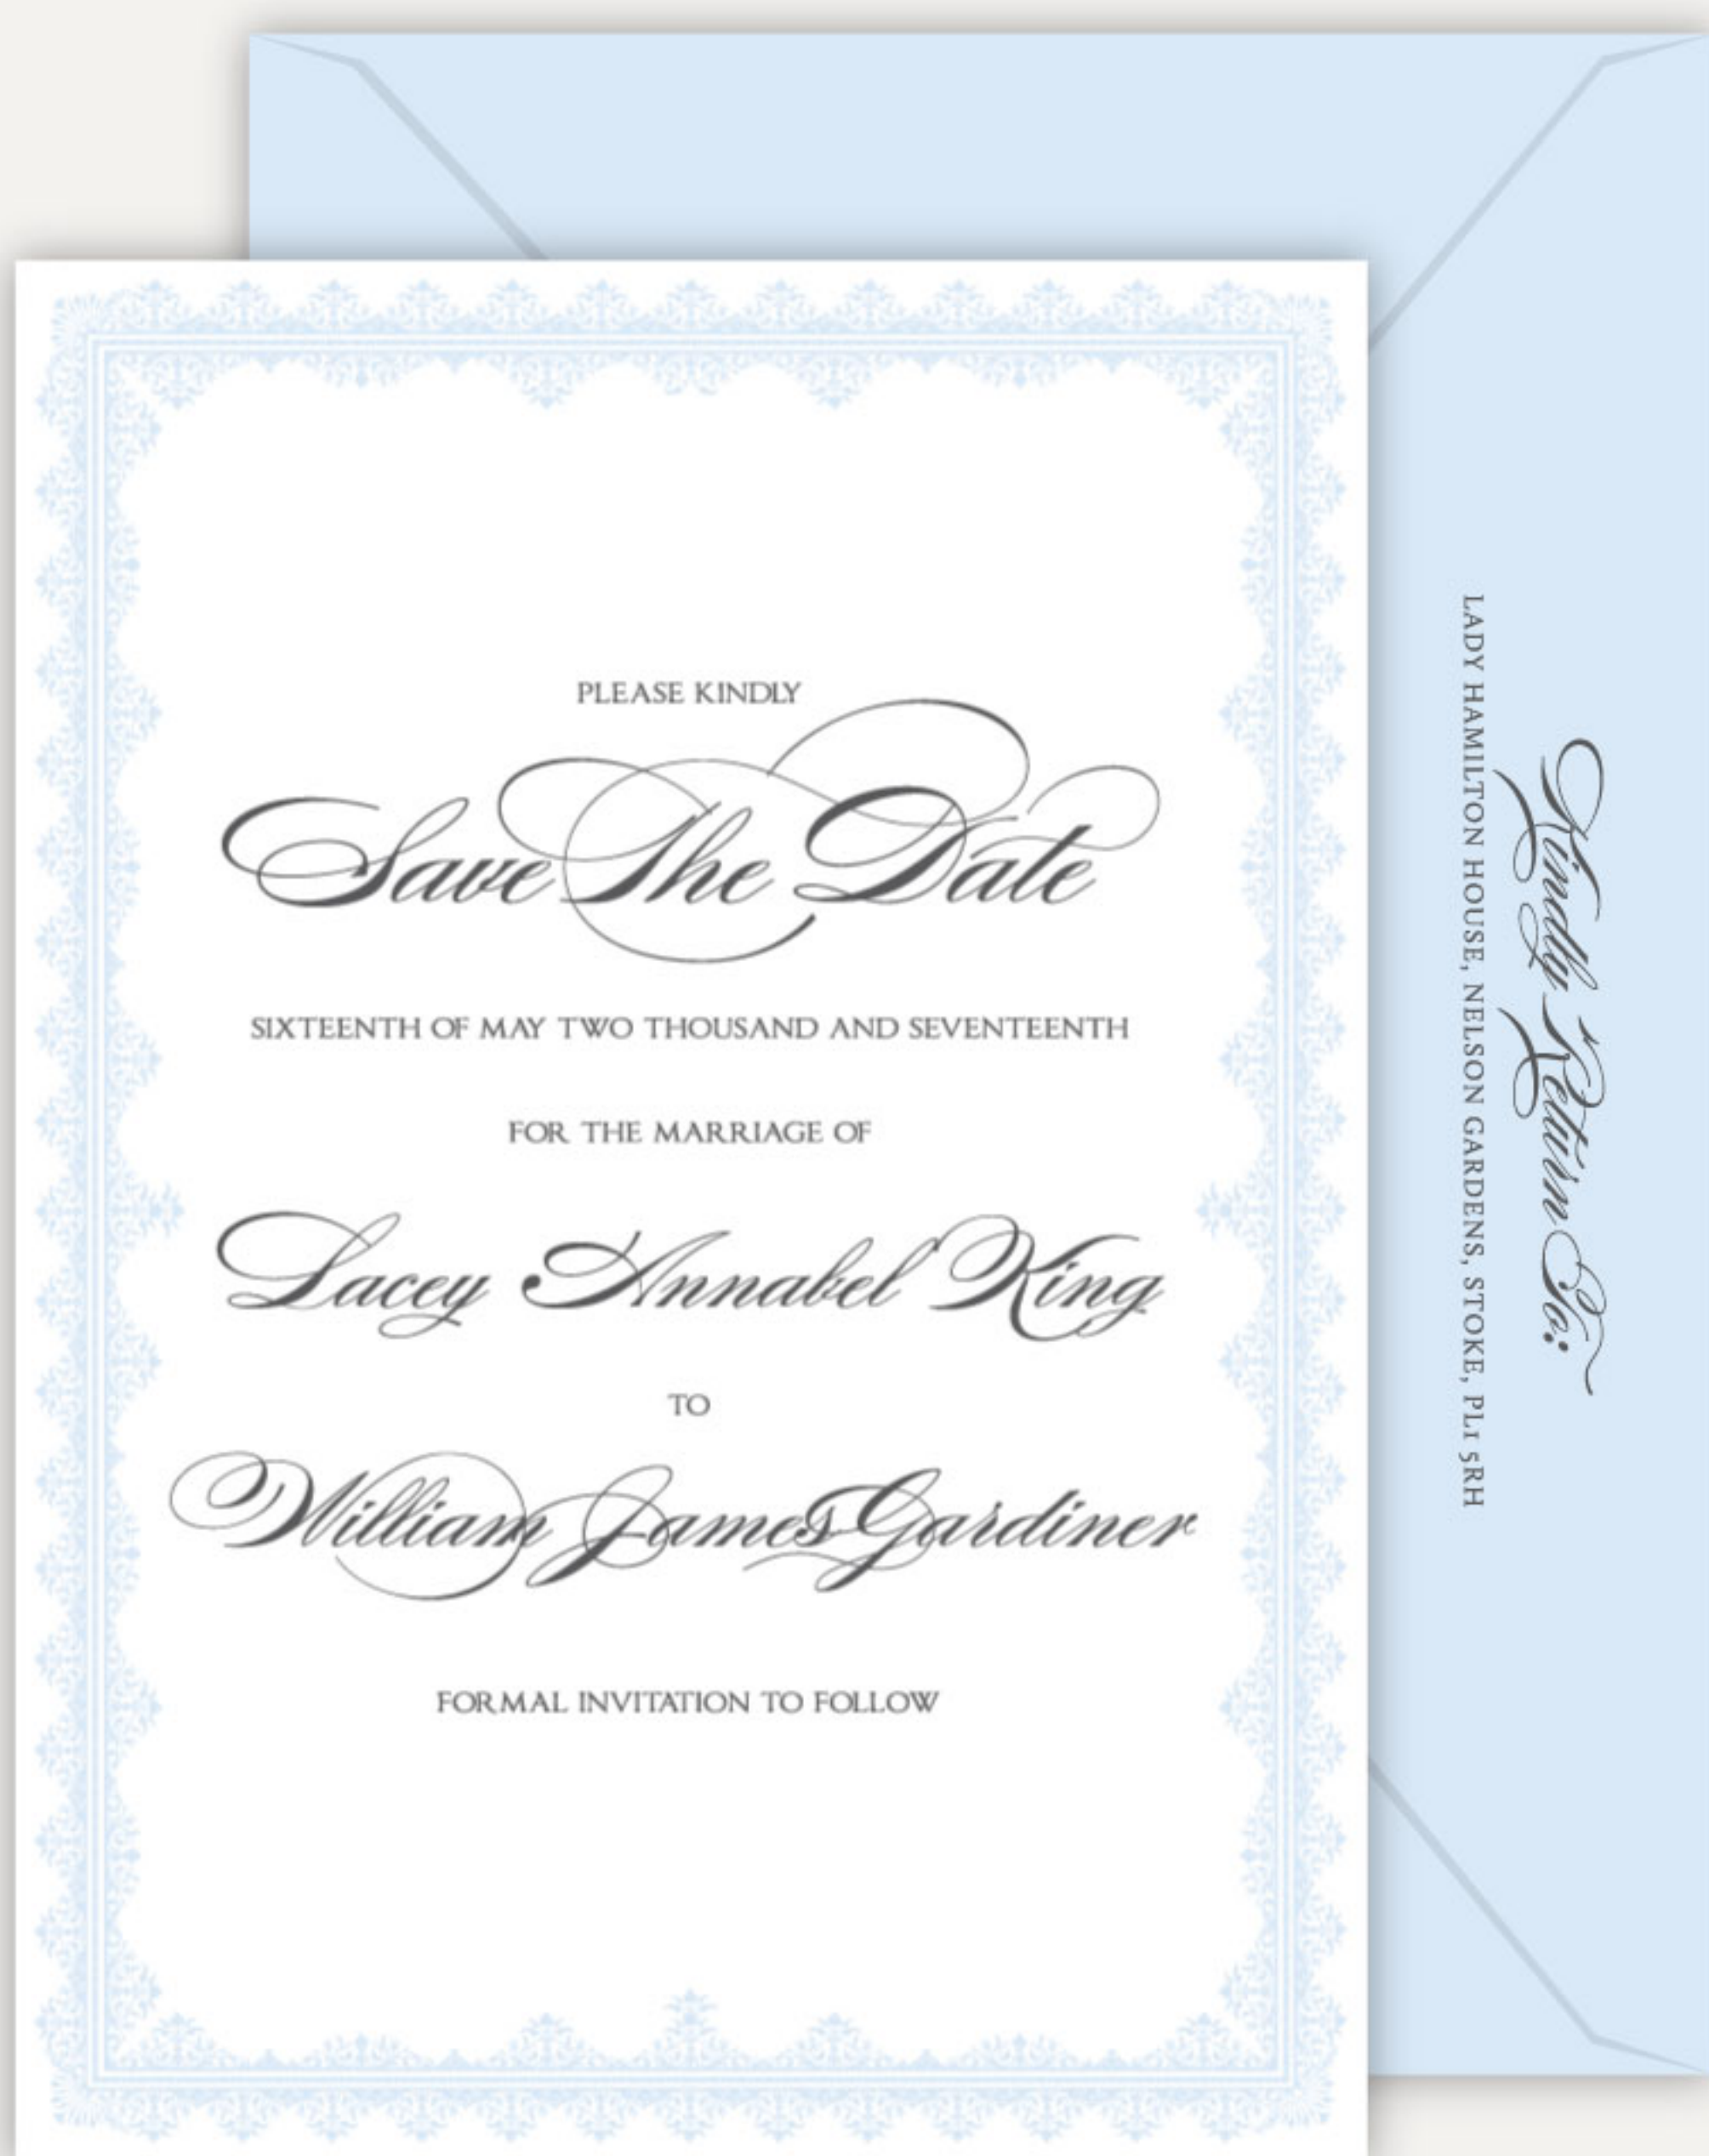 PLEASE KINDLY
Save The Date
SIXTEENTH OF MAY TWO THOUSAND AND SEVENTEENTH
FOR THE MARRIAGE OF
Lacey Annabel King
TO
William James Gardiner
FORMAL INVITATION TO FOLLOW
Kindly Return To:
LADY HAMILTON HOUSE, NELSON GARDENS, STOKE, PL1 5RH